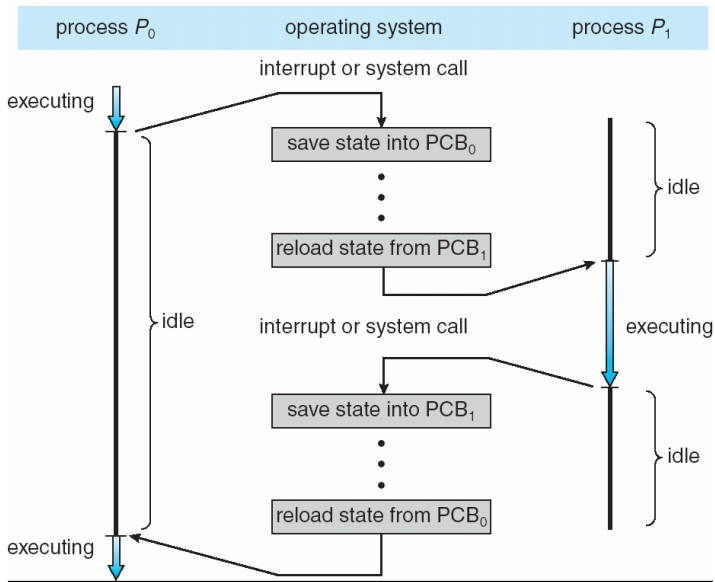 process P₀
operating system
process P₁
interrupt or system call
executing
save state into PCB₀
idle
reload state from PCB₁
idle
interrupt or system call
executing
save state into PCB₁
idle
reload state from PCB₀
executing